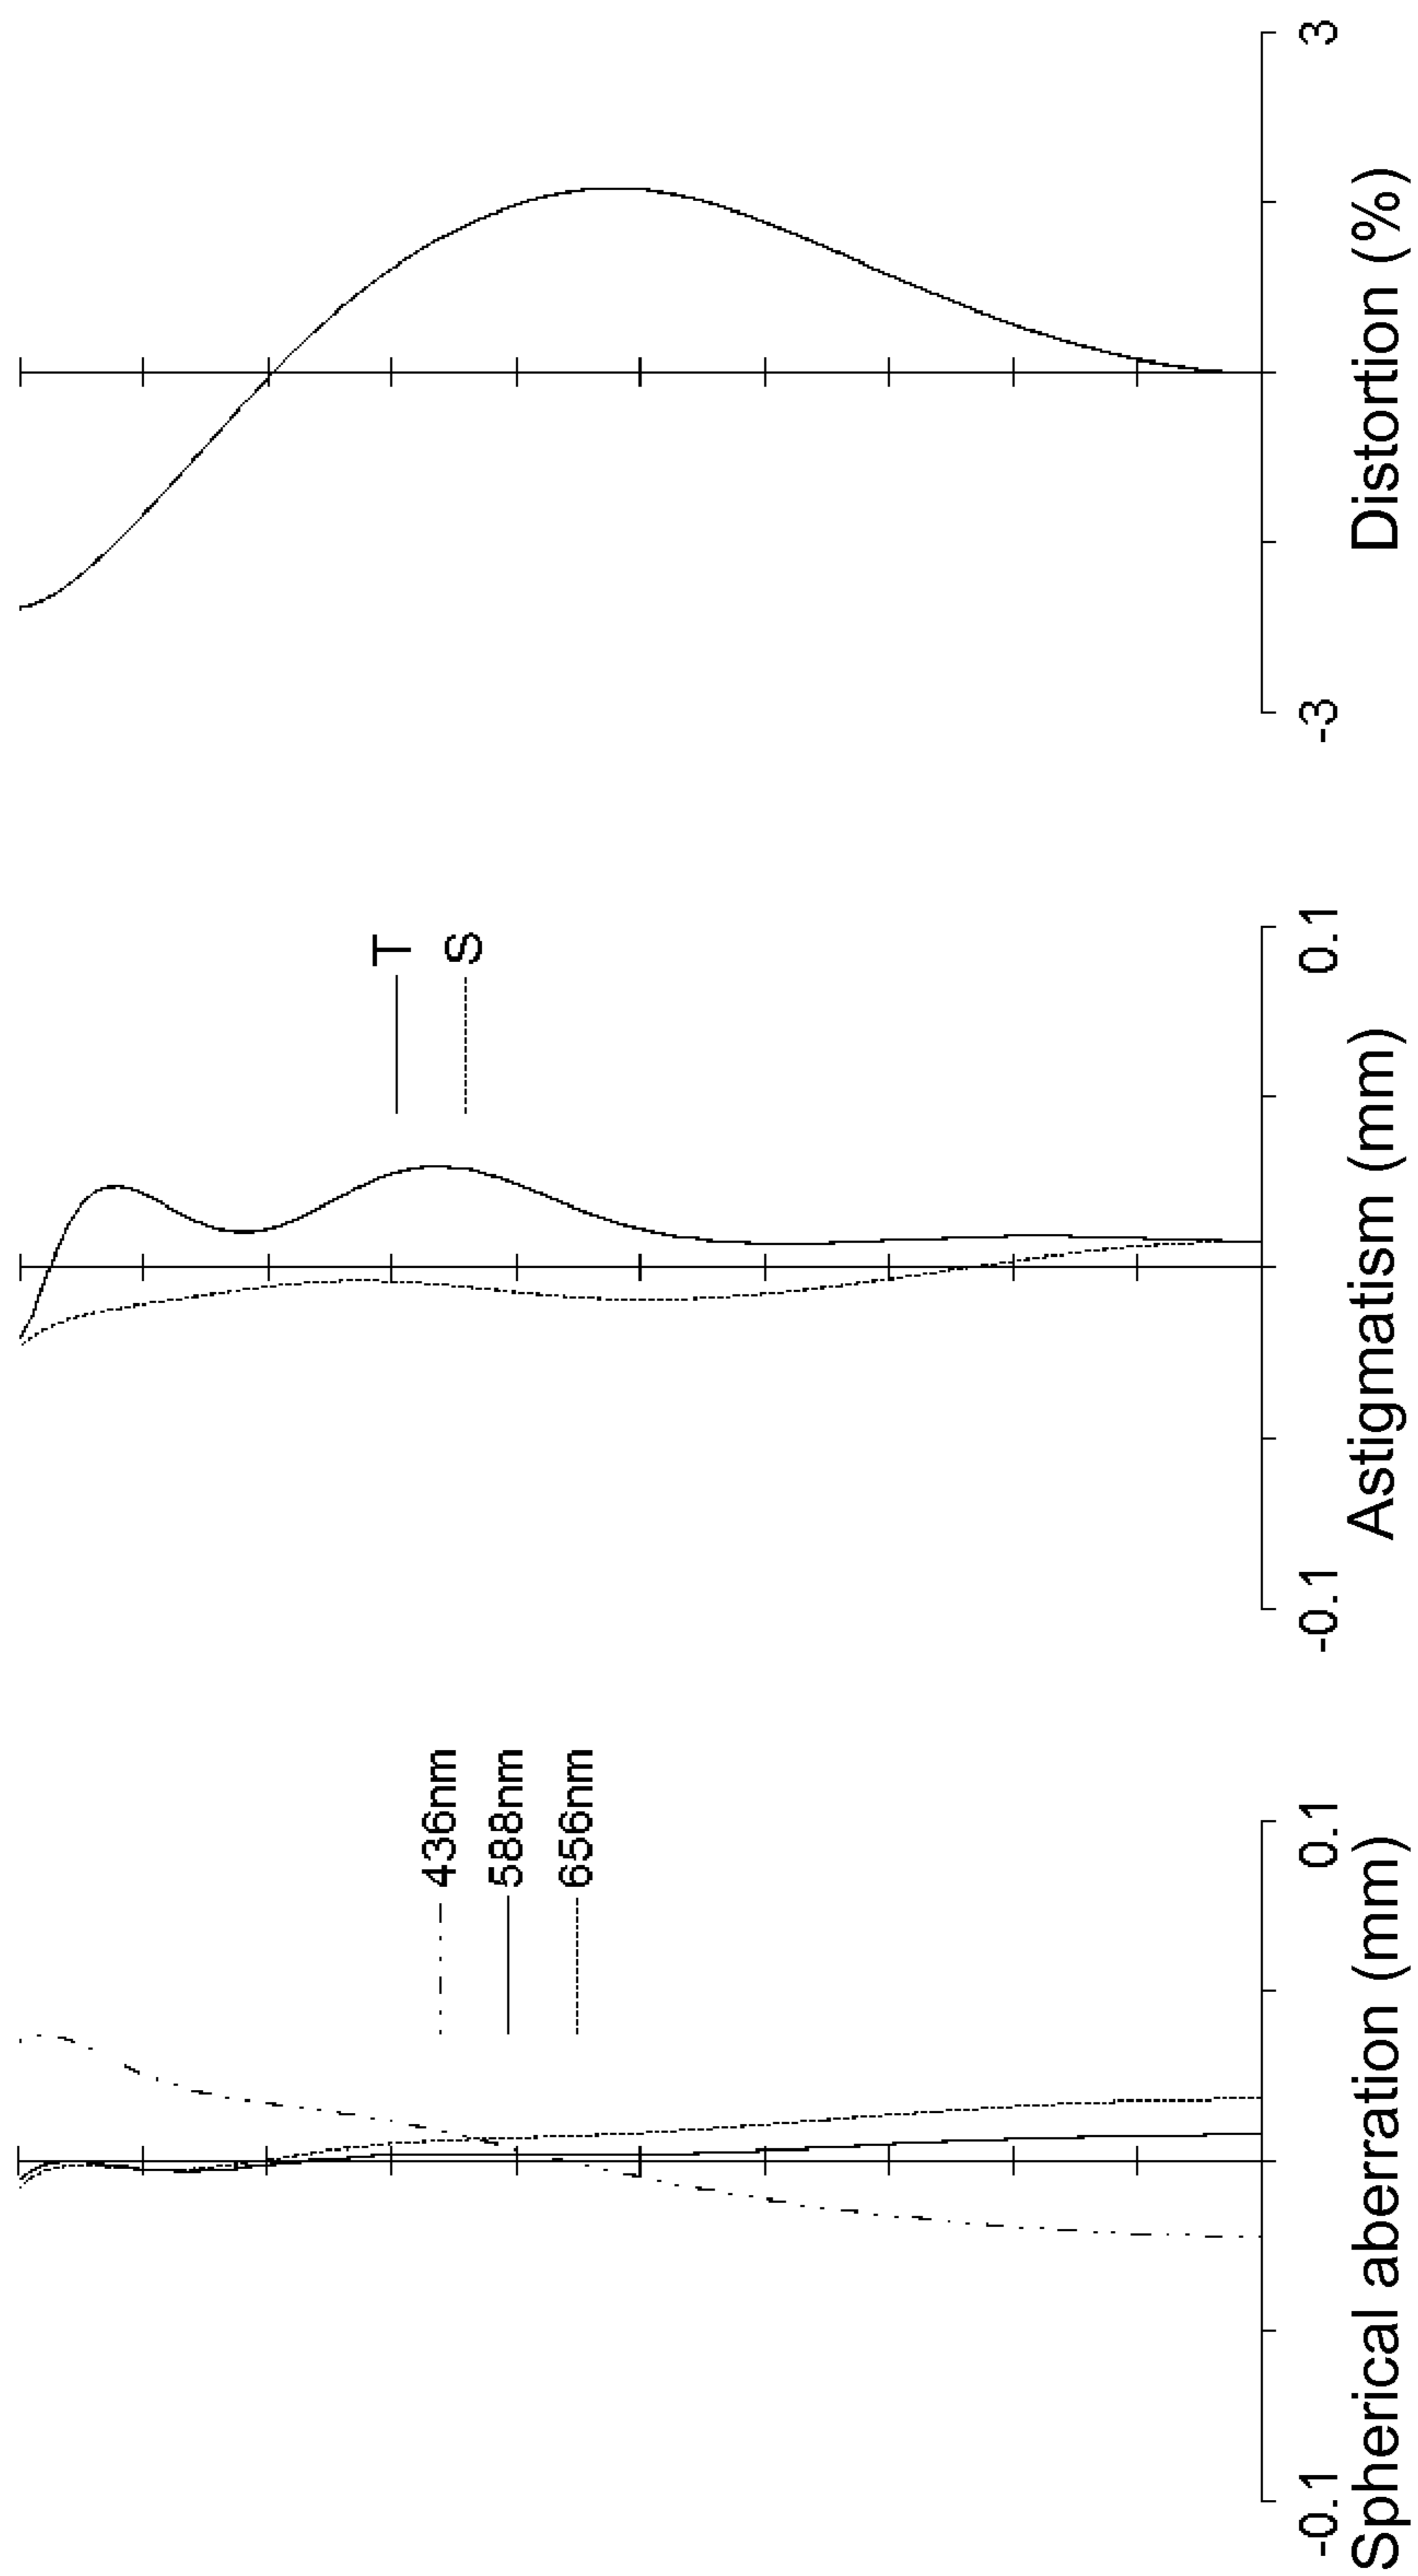 436nm
588nm
656nm
-0.1
0.1
Spherical aberration (mm)
T
S
-0.1
0.1
Astigmatism (mm)
-3
3
Distortion (%)